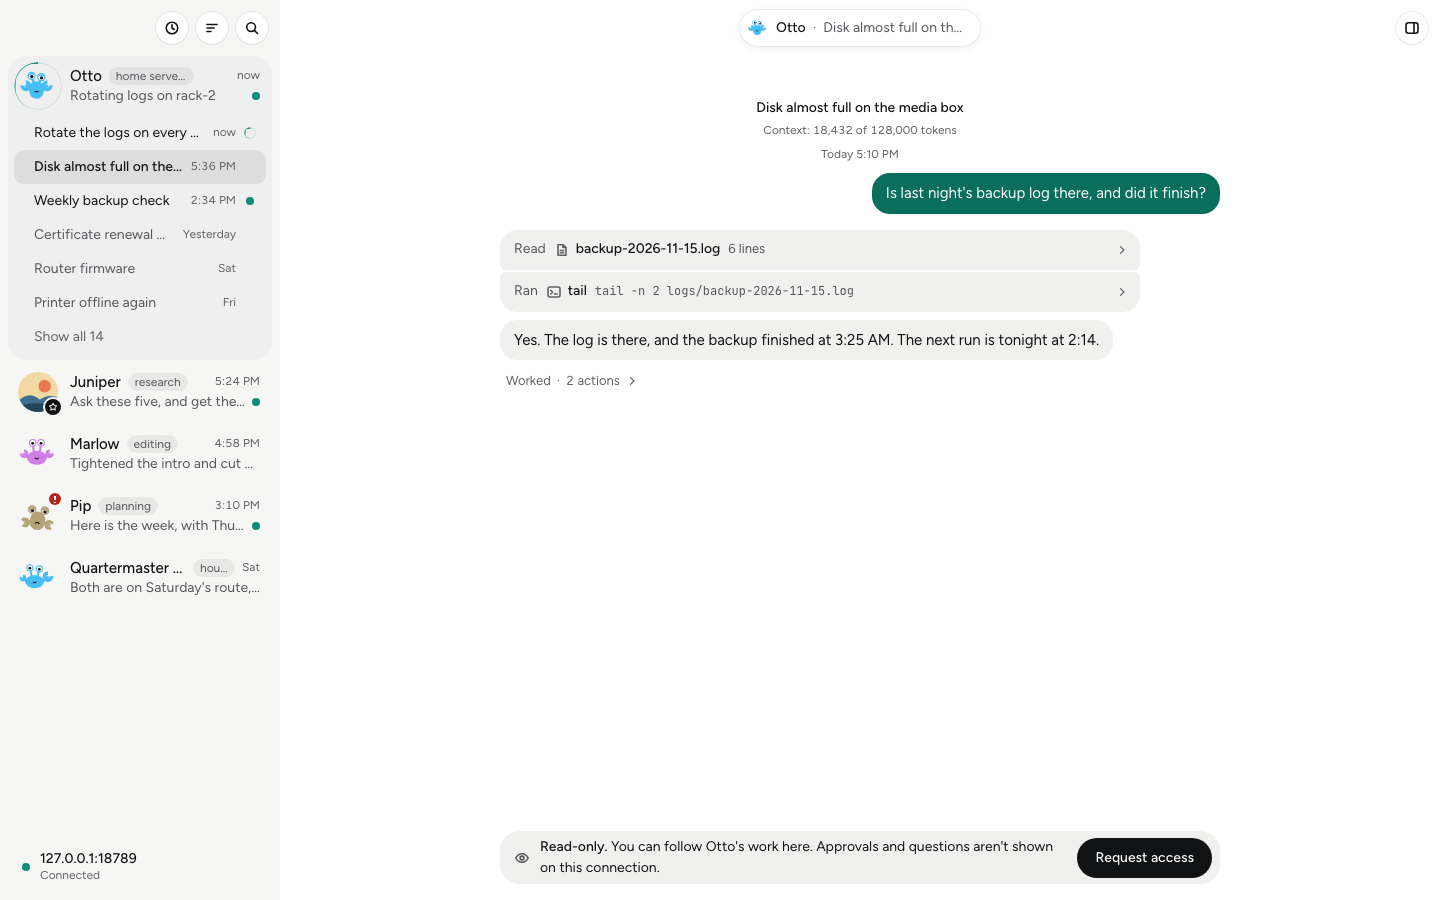 Otto home serve... now
Rotating logs on rack-2
Rotate the logs on every ... now
Disk almost full on the... 5:36 PM
Weekly backup check 2:34 PM
Certificate renewal ... Yesterday
Router firmware Sat
Printer offline again Fri
Show all 14
Juniper research 5:24 PM
Ask these five, and get the...
Marlow editing 4:58 PM
Tightened the intro and cut ...
Pip planning 3:10 PM
Here is the week, with Thu...
Quartermaster ... hou... Sat
Both are on Saturday's route,...
127.0.0.1:18789
Connected
Otto · Disk almost full on th...
Disk almost full on the media box
Context: 18,432 of 128,000 tokens
Today 5:10 PM
Is last night's backup log there, and did it finish?
Read backup-2026-11-15.log 6 lines
Ran tail tail -n 2 logs/backup-2026-11-15.log
Yes. The log is there, and the backup finished at 3:25 AM. The next run is tonight at 2:14.
Worked · 2 actions
Read-only. You can follow Otto's work here. Approvals and questions aren't shown
on this connection.
Request access